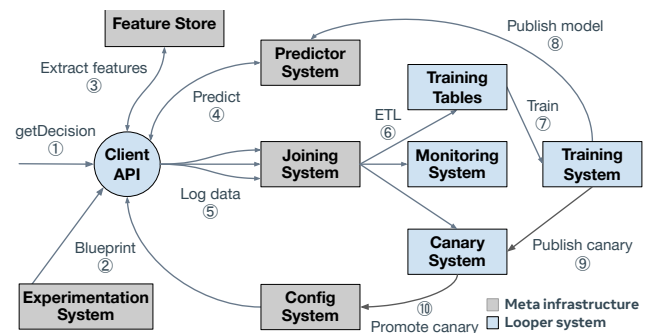 Feature Store
Publish model
⑧
Extract features
③
Predictor
System
Training
Tables
Predict
④
getDecision
①
ETL
⑥
Train
⑦
Client
API
Joining
System
Monitoring
System
Training
System
Log data
⑤
Blueprint
②
Canary
System
Publish canary
⑨
Experimentation
System
Config
System
⑩
Promote canary
Meta infrastructure
Looper system